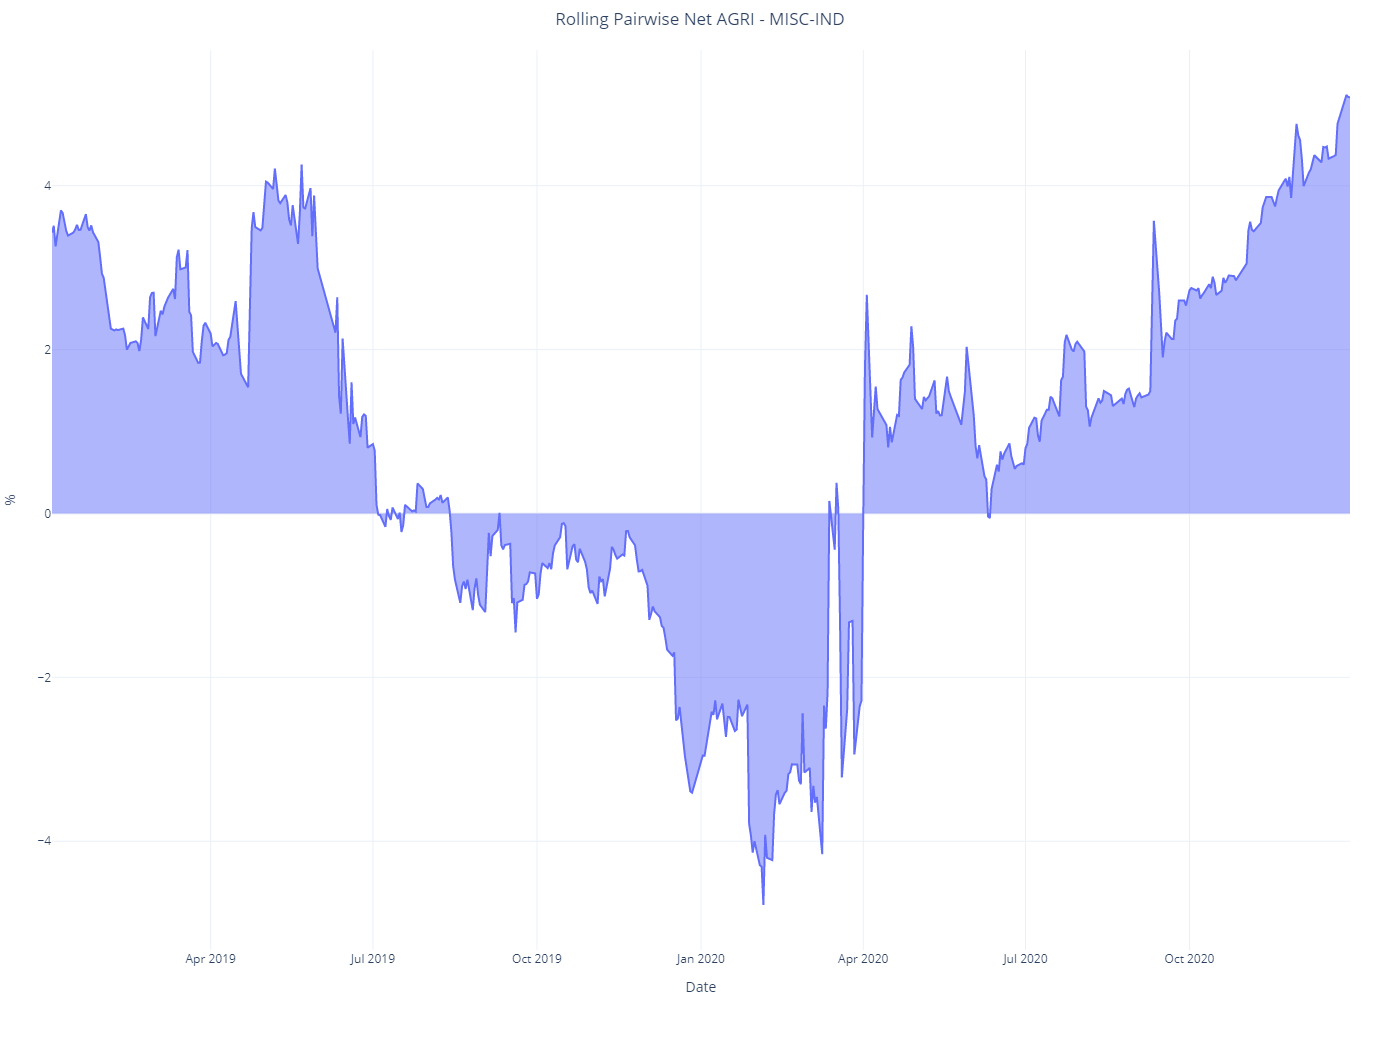 Rolling Pairwise Net AGRI - MISC-IND
4
2
0
−2
−4
%
Apr 2019
Jul 2019
Oct 2019
Jan 2020
Apr 2020
Jul 2020
Oct 2020
Date